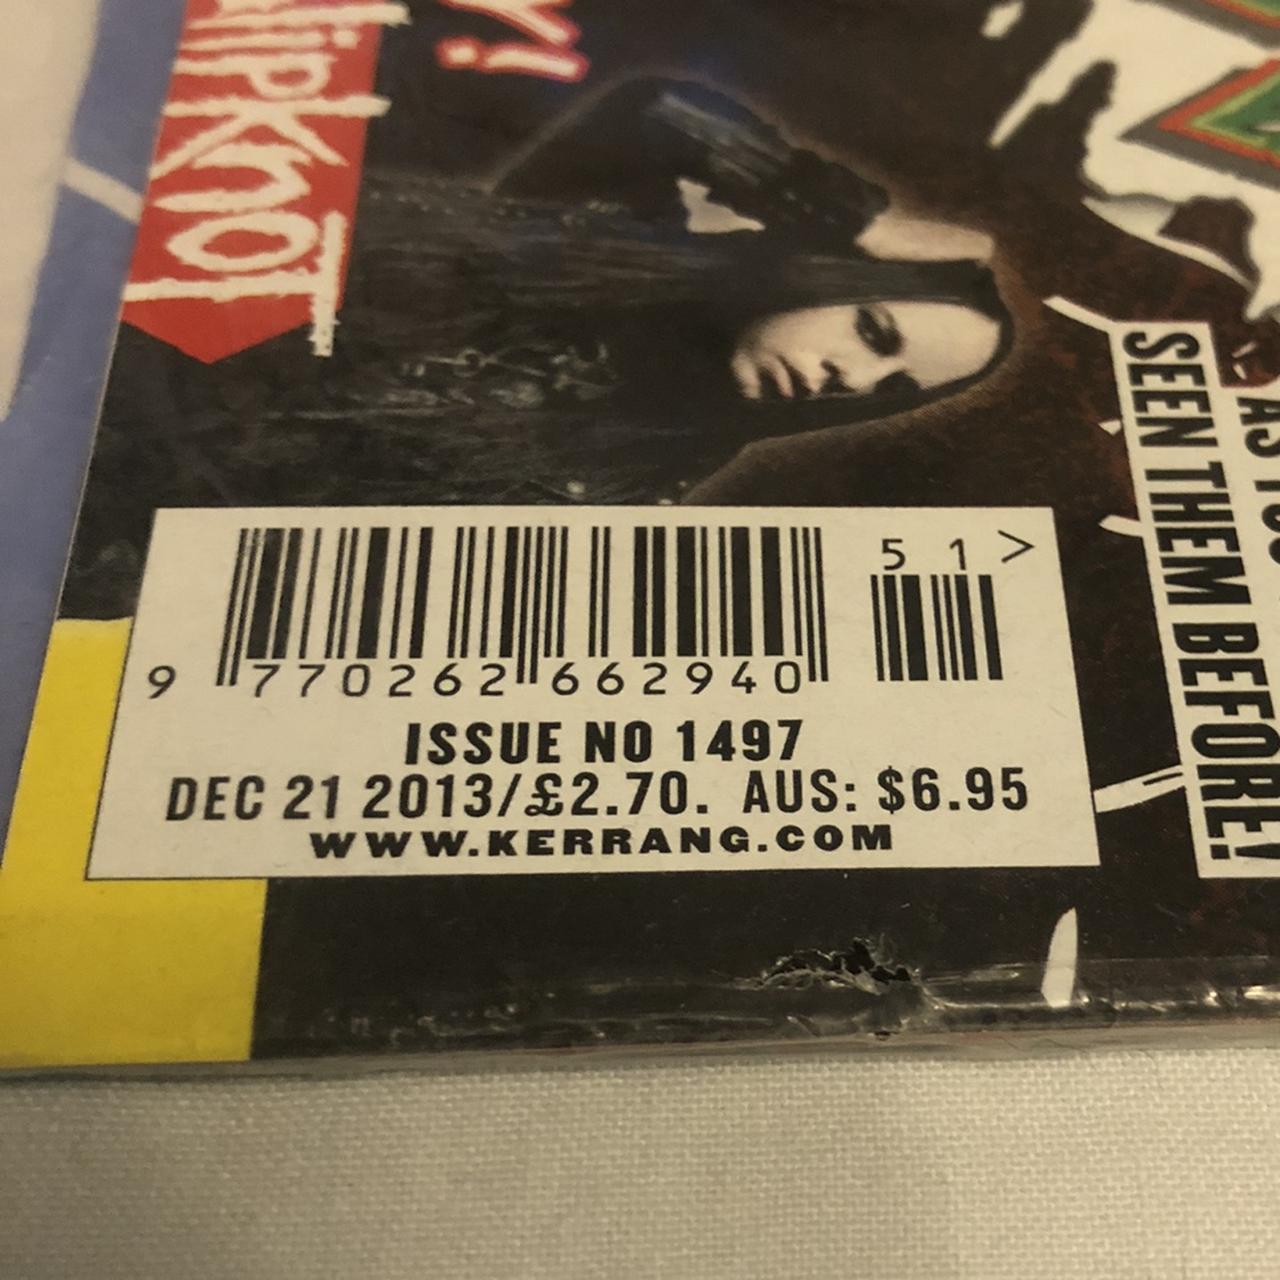 slipknot
SEEN THEM BEFORE!
5 1 >
9 770262 662940
ISSUE NO 1497
DEC 21 2013/£2.70. AUS: $6.95
WWW.KERRANG.COM